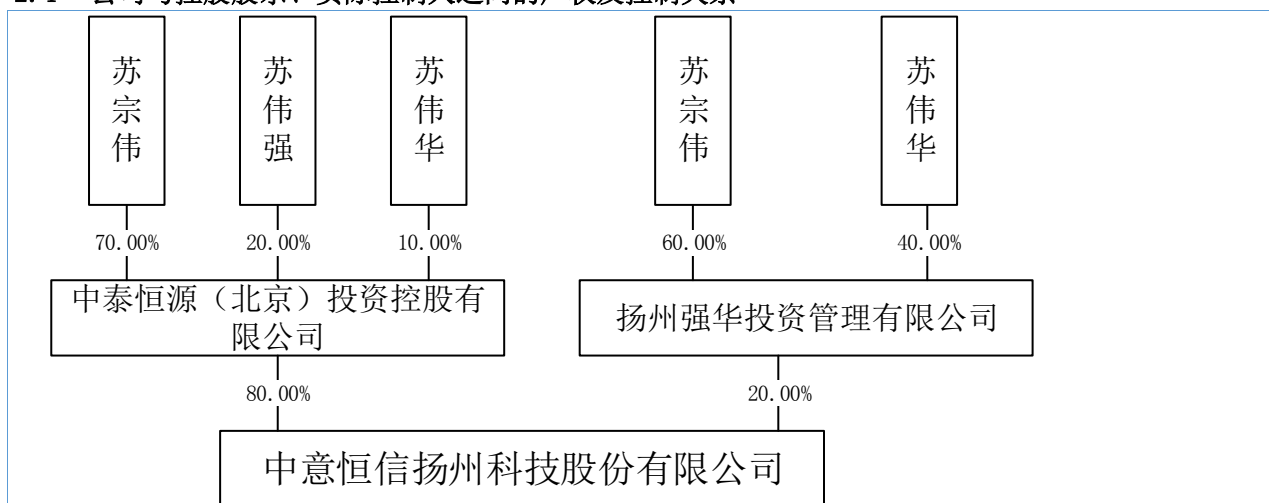 苏宗伟
苏伟强
苏伟华
苏宗伟
苏伟华
70.00%
20.00%
10.00%
60.00%
40.00%
中泰恒源（北京）投资控股有
限公司
扬州强华投资管理有限公司
80.00%
20.00%
中意恒信扬州科技股份有限公司